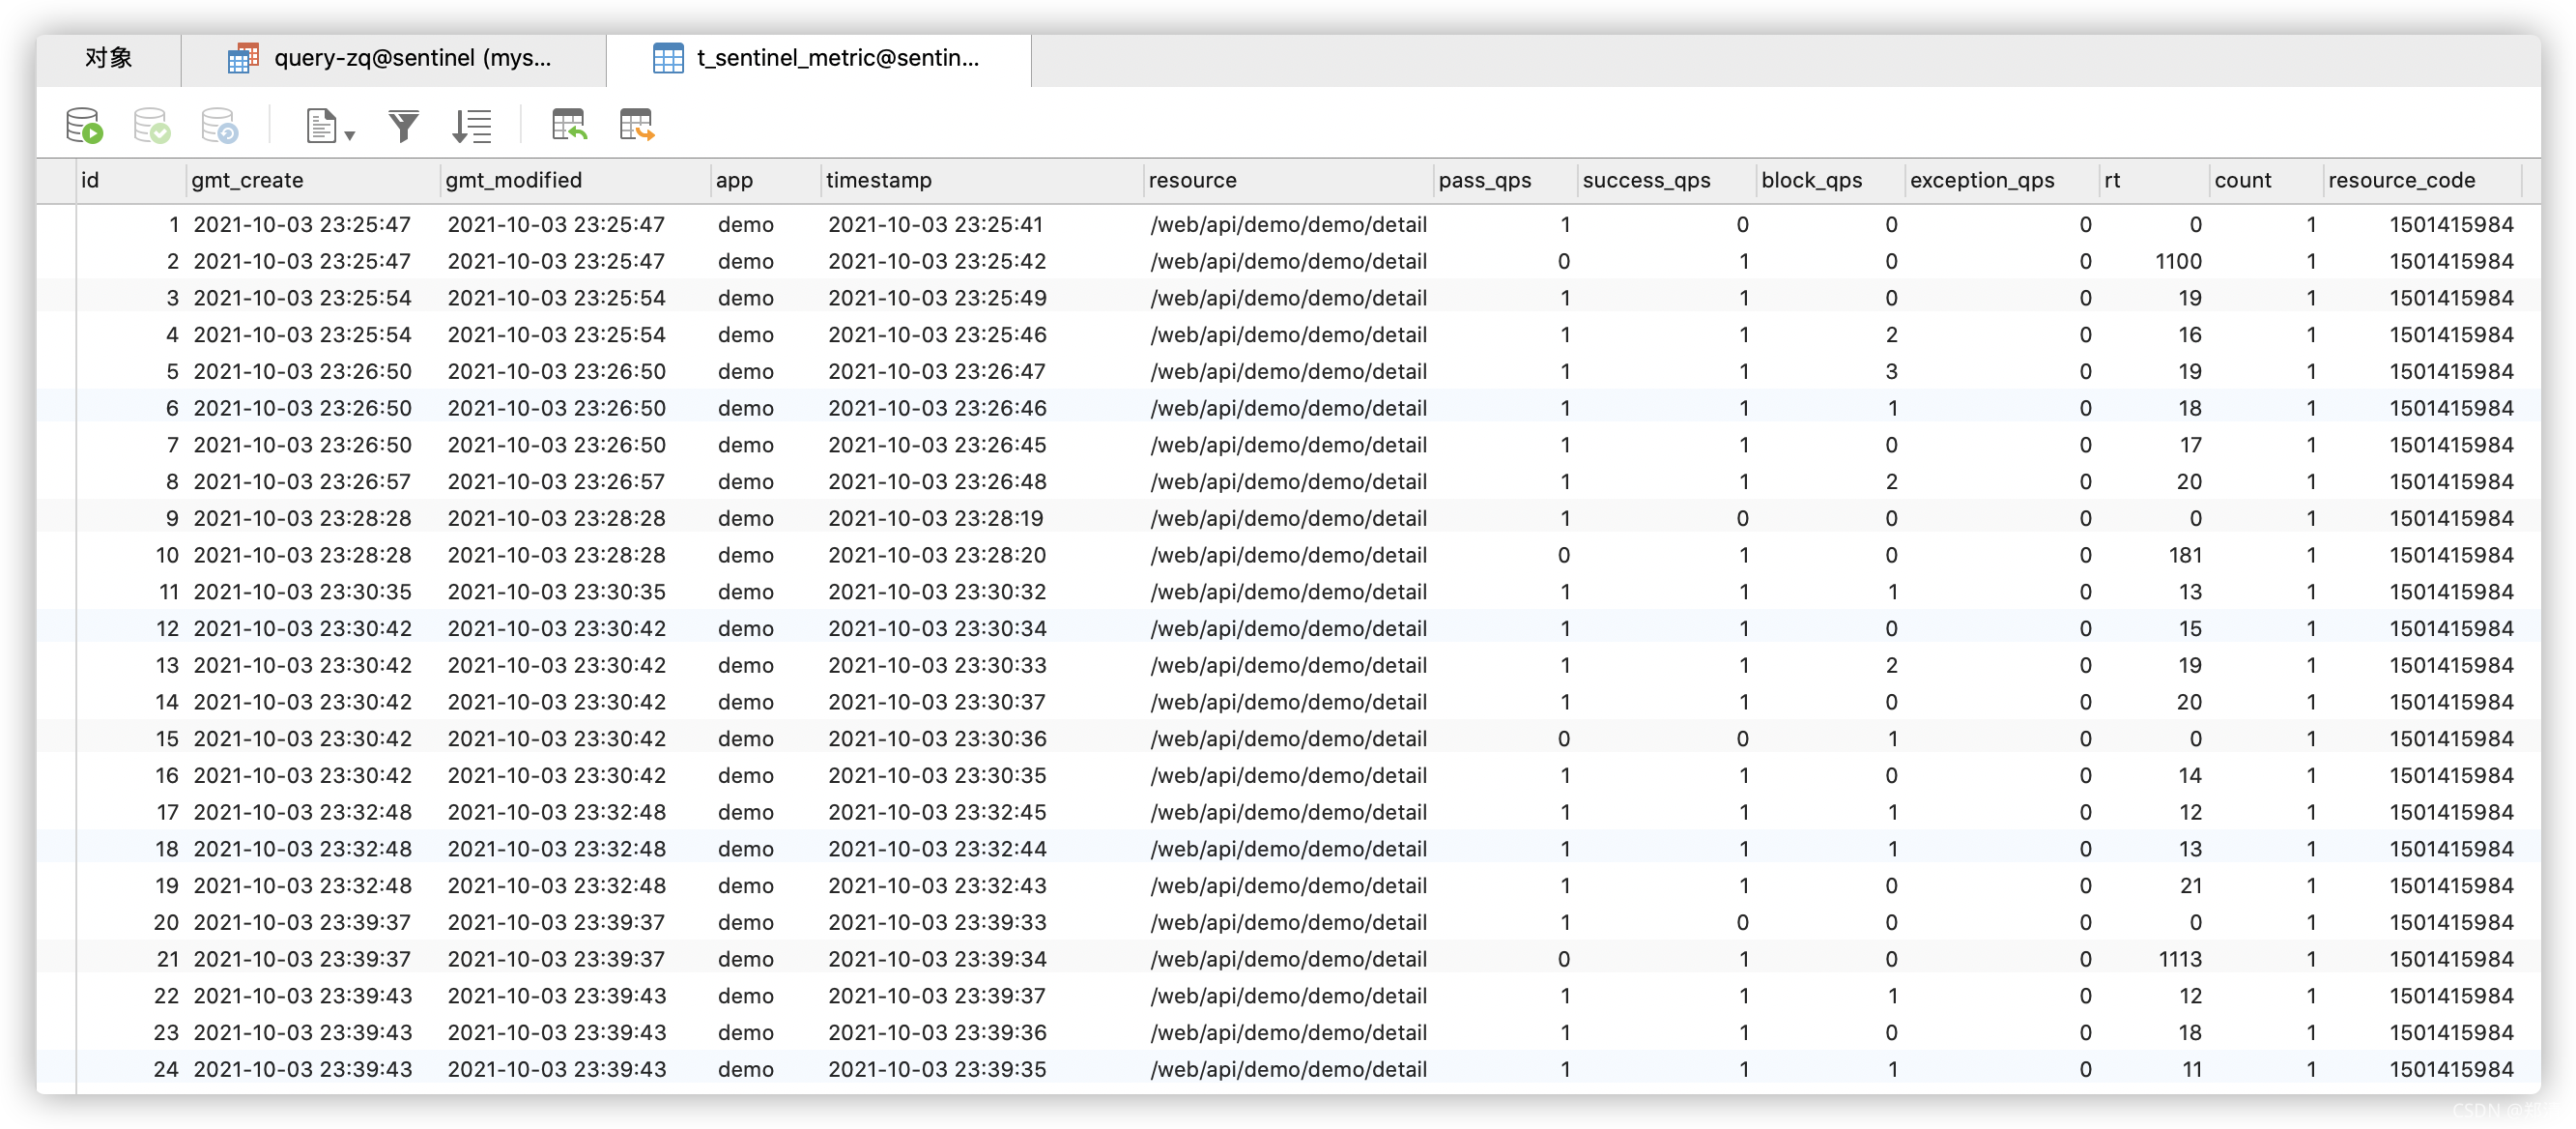 对象 query-zq@sentinel (mys... t_sentinel_metric@sentin...
id gmt_create gmt_modified app timestamp resource pass_qps success_qps block_qps exception_qps rt count resource_code
1 2021-10-03 23:25:47 2021-10-03 23:25:47 demo 2021-10-03 23:25:41 /web/api/demo/demo/detail 1 0 0 0 0 1 1501415984
2 2021-10-03 23:25:47 2021-10-03 23:25:47 demo 2021-10-03 23:25:42 /web/api/demo/demo/detail 0 1 0 0 1100 1 1501415984
3 2021-10-03 23:25:54 2021-10-03 23:25:54 demo 2021-10-03 23:25:49 /web/api/demo/demo/detail 1 1 0 0 19 1 1501415984
4 2021-10-03 23:25:54 2021-10-03 23:25:54 demo 2021-10-03 23:25:46 /web/api/demo/demo/detail 1 1 2 0 16 1 1501415984
5 2021-10-03 23:26:50 2021-10-03 23:26:50 demo 2021-10-03 23:26:47 /web/api/demo/demo/detail 1 1 3 0 19 1 1501415984
6 2021-10-03 23:26:50 2021-10-03 23:26:50 demo 2021-10-03 23:26:46 /web/api/demo/demo/detail 1 1 1 0 18 1 1501415984
7 2021-10-03 23:26:50 2021-10-03 23:26:50 demo 2021-10-03 23:26:45 /web/api/demo/demo/detail 1 1 0 0 17 1 1501415984
8 2021-10-03 23:26:57 2021-10-03 23:26:57 demo 2021-10-03 23:26:48 /web/api/demo/demo/detail 1 1 2 0 20 1 1501415984
9 2021-10-03 23:28:28 2021-10-03 23:28:28 demo 2021-10-03 23:28:19 /web/api/demo/demo/detail 1 0 0 0 0 1 1501415984
10 2021-10-03 23:28:28 2021-10-03 23:28:28 demo 2021-10-03 23:28:20 /web/api/demo/demo/detail 0 1 0 0 181 1 1501415984
11 2021-10-03 23:30:35 2021-10-03 23:30:35 demo 2021-10-03 23:30:32 /web/api/demo/demo/detail 1 1 1 0 13 1 1501415984
12 2021-10-03 23:30:42 2021-10-03 23:30:42 demo 2021-10-03 23:30:34 /web/api/demo/demo/detail 1 1 0 0 15 1 1501415984
13 2021-10-03 23:30:42 2021-10-03 23:30:42 demo 2021-10-03 23:30:33 /web/api/demo/demo/detail 1 1 2 0 19 1 1501415984
14 2021-10-03 23:30:42 2021-10-03 23:30:42 demo 2021-10-03 23:30:37 /web/api/demo/demo/detail 1 1 0 0 20 1 1501415984
15 2021-10-03 23:30:42 2021-10-03 23:30:42 demo 2021-10-03 23:30:36 /web/api/demo/demo/detail 0 0 1 0 0 1 1501415984
16 2021-10-03 23:30:42 2021-10-03 23:30:42 demo 2021-10-03 23:30:35 /web/api/demo/demo/detail 1 1 0 0 14 1 1501415984
17 2021-10-03 23:32:48 2021-10-03 23:32:48 demo 2021-10-03 23:32:45 /web/api/demo/demo/detail 1 1 1 0 12 1 1501415984
18 2021-10-03 23:32:48 2021-10-03 23:32:48 demo 2021-10-03 23:32:44 /web/api/demo/demo/detail 1 1 1 0 13 1 1501415984
19 2021-10-03 23:32:48 2021-10-03 23:32:48 demo 2021-10-03 23:32:43 /web/api/demo/demo/detail 1 1 0 0 21 1 1501415984
20 2021-10-03 23:39:37 2021-10-03 23:39:37 demo 2021-10-03 23:39:33 /web/api/demo/demo/detail 1 0 0 0 0 1 1501415984
21 2021-10-03 23:39:37 2021-10-03 23:39:37 demo 2021-10-03 23:39:34 /web/api/demo/demo/detail 0 1 0 0 1113 1 1501415984
22 2021-10-03 23:39:43 2021-10-03 23:39:43 demo 2021-10-03 23:39:37 /web/api/demo/demo/detail 1 1 1 0 12 1 1501415984
23 2021-10-03 23:39:43 2021-10-03 23:39:43 demo 2021-10-03 23:39:36 /web/api/demo/demo/detail 1 1 0 0 18 1 1501415984
24 2021-10-03 23:39:43 2021-10-03 23:39:43 demo 2021-10-03 23:39:35 /web/api/demo/demo/detail 1 1 1 0 11 1 1501415984
CSDN